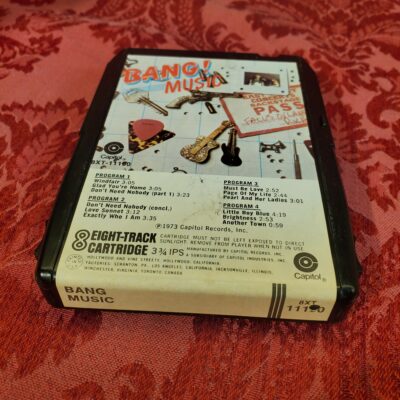 BANG!
MUSIC
PASS
Capitol
8XT-11190
PROGRAM 1
Windfair 3:05
Glad You're Home 3:05
Don't Need Nobody (part 1) 3:23
PROGRAM 2
Don't Need Nobody (concl.)
Love Sonnet 3:12
Exactly Who I Am 3:35
PROGRAM 3
Must Be Love 2:53
Page Of My Life 2:44
Pearl And Her Ladies 3:01
PROGRAM 4
Little Boy Blue 4:19
Brightness 2:53
Another Town 0:59
℗1973 Capitol Records, Inc.
8 EIGHT-TRACK
CARTRIDGE 3¾ IPS
CARTRIDGE MUST NOT BE LEFT EXPOSED TO DIRECT
SUNLIGHT. REMOVE FROM PLAYER WHEN NOT IN USE
MANUFACTURED BY CAPITOL RECORDS, INC.
A SUBSIDIARY OF CAPITOL INDUSTRIES, INC.
HOLLYWOOD AND VINE STREETS, HOLLYWOOD, CALIFORNIA.
FACTORIES: SCRANTON, PA. LOS ANGELES, CALIFORNIA, JACKSONVILLE, ILLINOIS,
WINCHESTER, VIRGINIA, TORONTO, CANADA
Capitol
BANG
MUSIC
8XT
11190